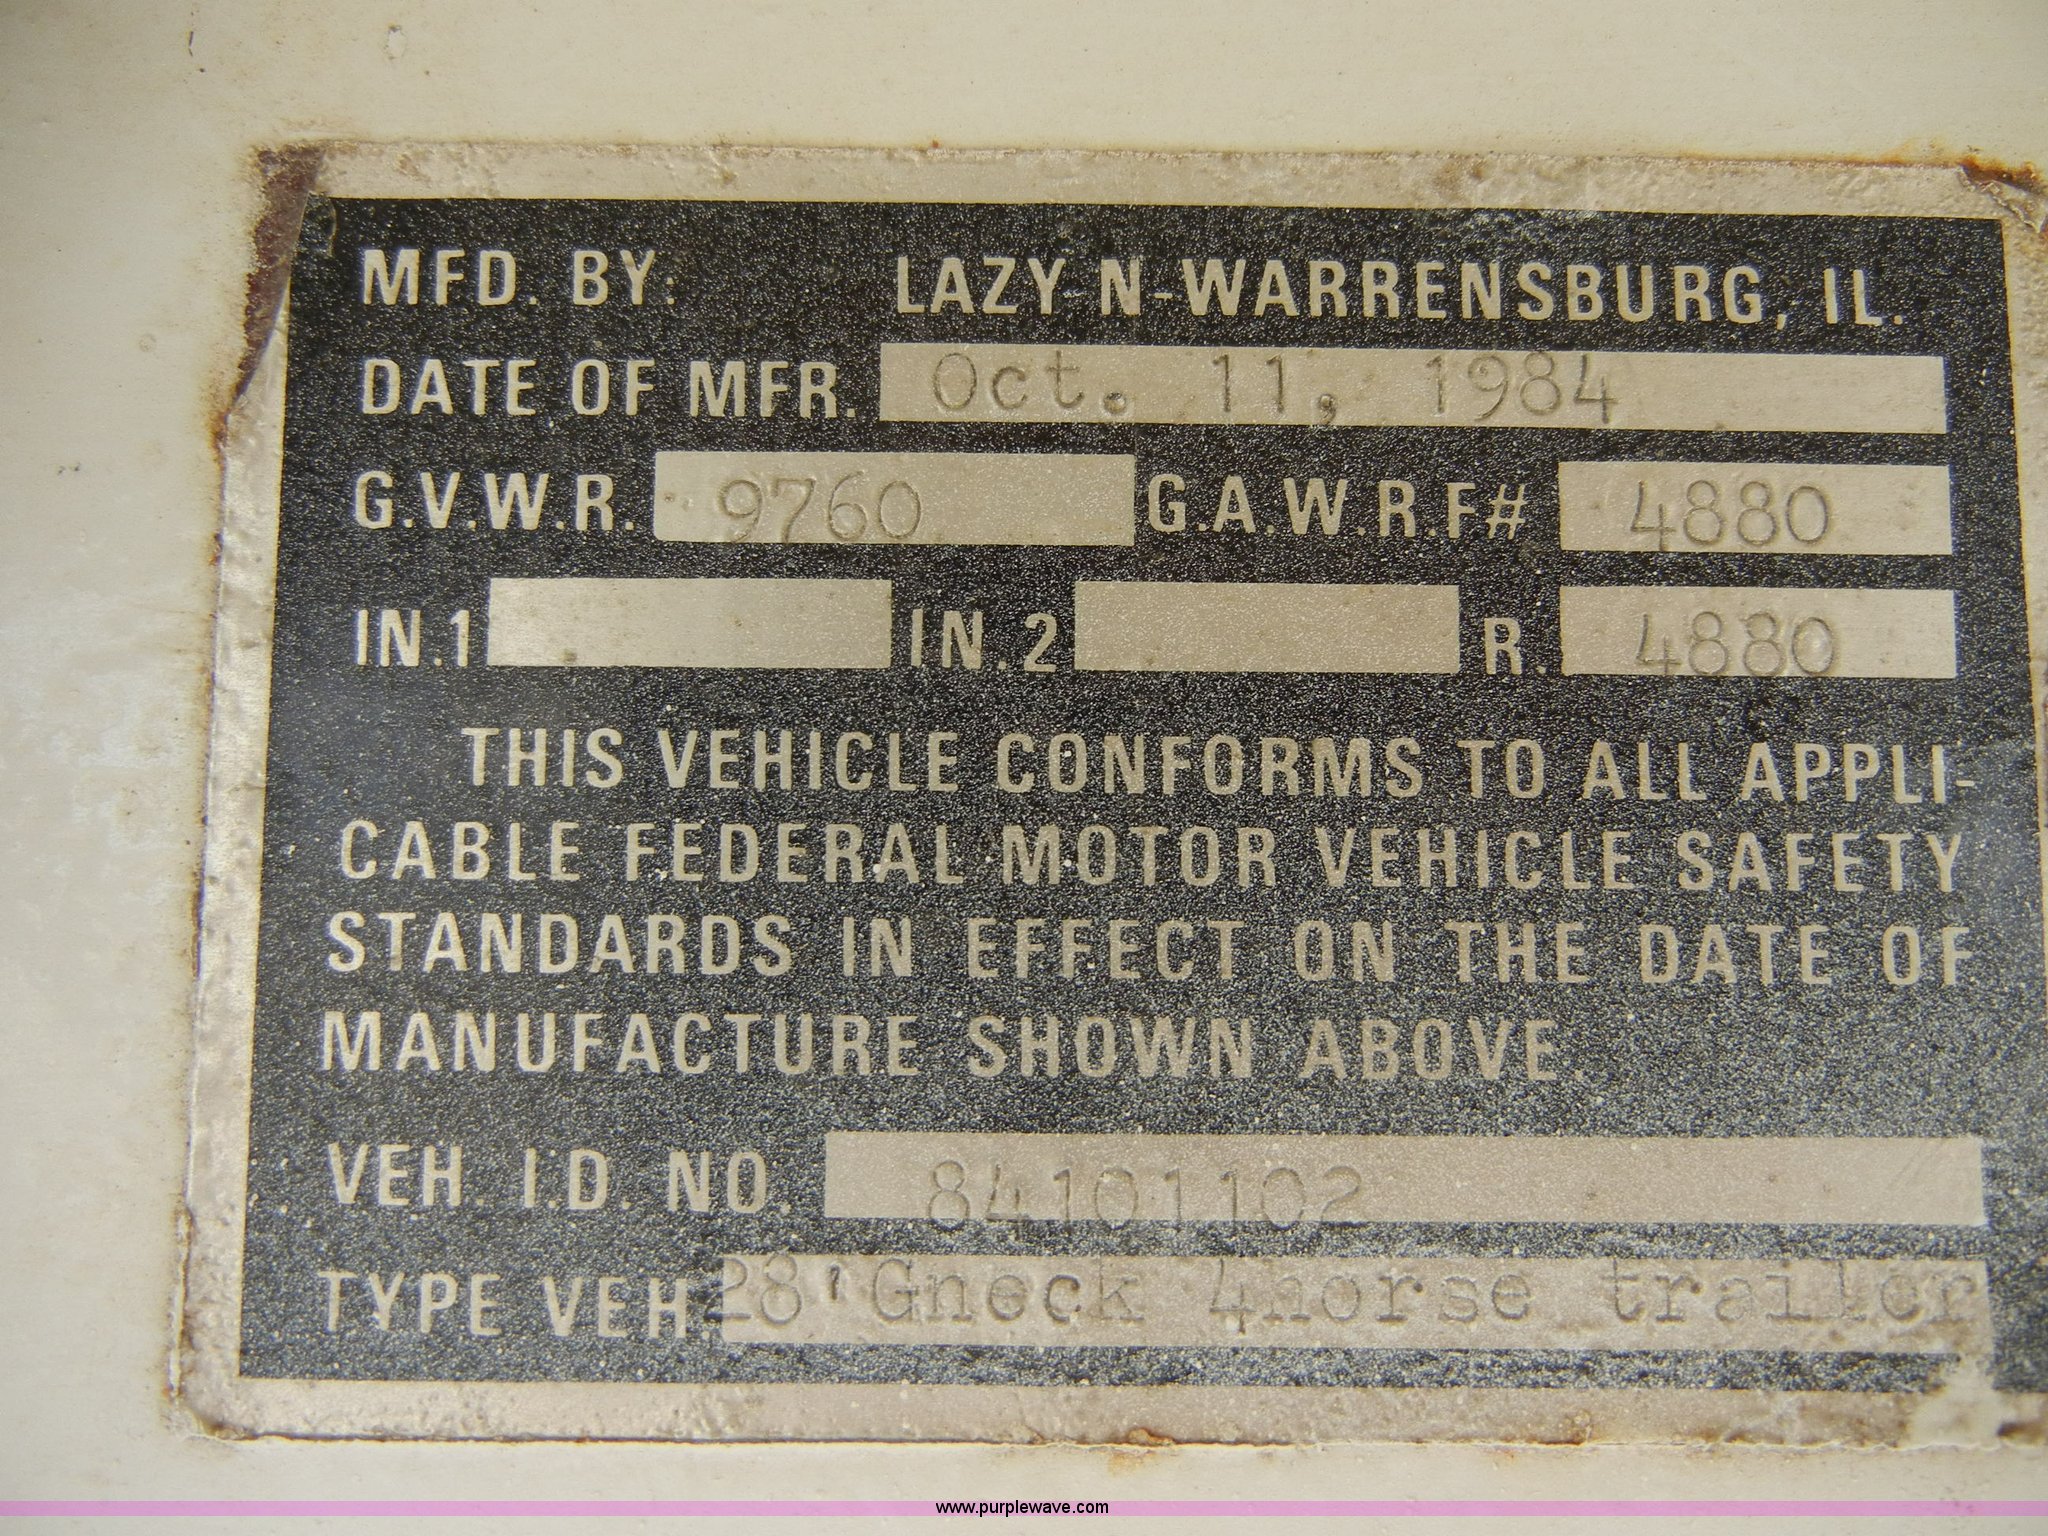 MFD. BY: LAZY N-WARRENSBURG, IL.
DATE OF MFR. Oct. 11, 1984
G.V.W.R. 9760 G.A.W.R.F# 4880
IN.1 IN.2 R. 4880
THIS VEHICLE CONFORMS TO ALL APPLI-
CABLE FEDERAL MOTOR VEHICLE SAFETY
STANDARDS IN EFFECT ON THE DATE OF
MANUFACTURE SHOWN ABOVE.
VEH. I.D. NO. 84101102
TYPE VEH. 28' Gneck 4horse trailer
www.purplewave.com